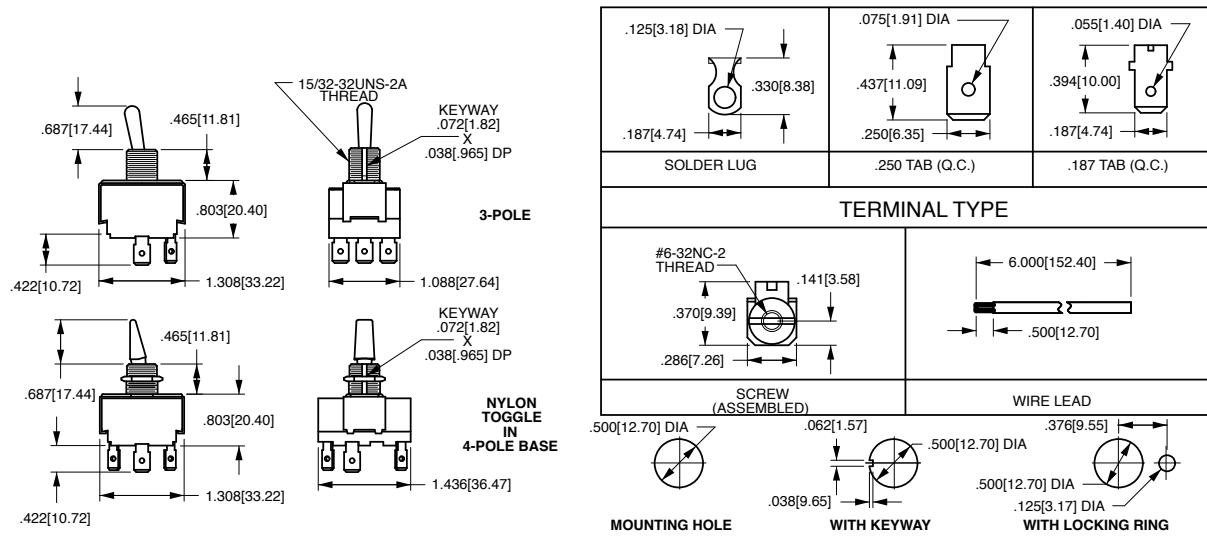 15/32-32UNS-2A
THREAD
KEYWAY
.072[1.82]
X
.038[.965] DP
.687[17.44]
.465[11.81]
.803[20.40]
3-POLE
.422[10.72]
1.308[33.22]
1.088[27.64]
KEYWAY
.072[1.82]
X
.038[.965] DP
.465[11.81]
.687[17.44]
.803[20.40]
NYLON
TOGGLE
IN
4-POLE BASE
1.308[33.22]
1.436[36.47]
.422[10.72]
.125[3.18] DIA
.330[8.38]
.187[4.74]
SOLDER LUG
.075[1.91] DIA
.437[11.09]
.250[6.35]
.250 TAB (Q.C.)
.055[1.40] DIA
.394[10.00]
.187[4.74]
.187 TAB (Q.C.)
TERMINAL TYPE
#6-32NC-2
THREAD
.141[3.58]
.370[9.39]
.286[7.26]
SCREW
(ASSEMBLED)
6.000[152.40]
.500[12.70]
WIRE LEAD
.500[12.70] DIA
MOUNTING HOLE
.062[1.57]
.500[12.70] DIA
.038[9.65]
WITH KEYWAY
.376[9.55]
.500[12.70] DIA
.125[3.17] DIA
WITH LOCKING RING